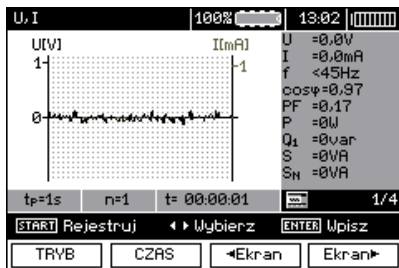 U,I 100% 13:02
U[V] I[mA]
1 1
0
U =0,0V
I =0,0mA
f <45Hz
cosφ=0,97
PF =0,17
P =0W
Q₁ =0var
S =0VA
Sₙ =0VA
tP=1s n=1 t= 00:00:01 1/4
START Rejestruj ◂ ▸ Wybierz ENTER Wpisz
TRYB CZAS ◂Ekran Ekran▸